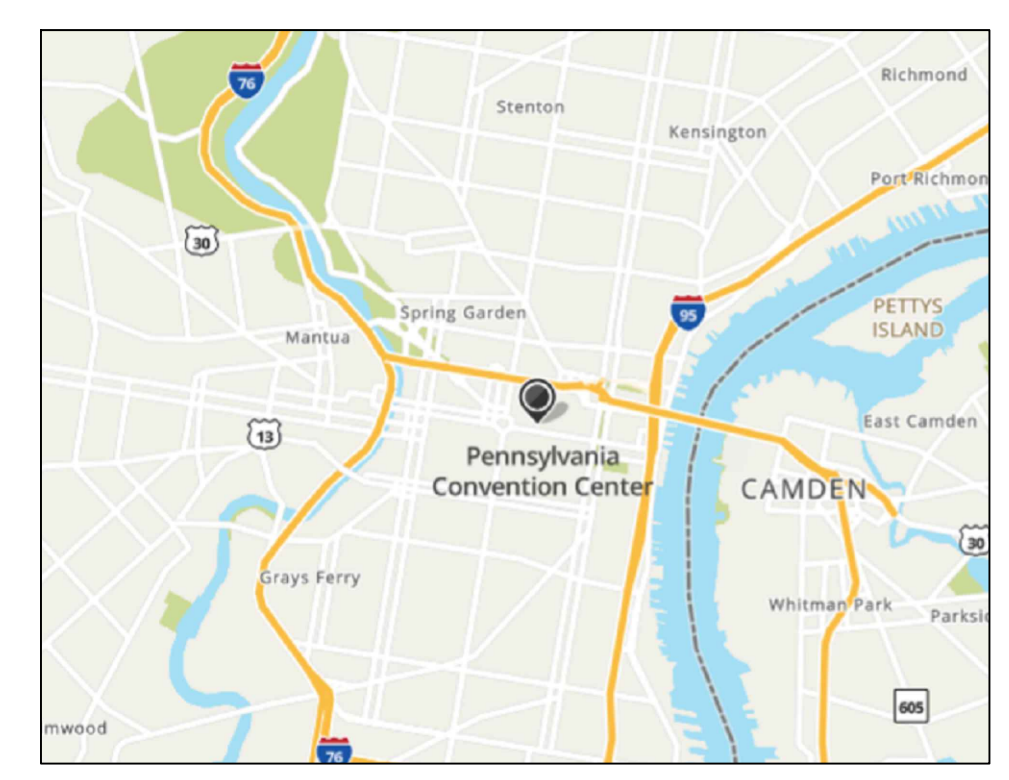 76
Richmond
Stenton
Kensington
Port Richmon
30
PETTYS
ISLAND
Spring Garden
95
Mantua
East Camden
13
Pennsylvania
Convention Center
CAMDEN
30
Grays Ferry
Whitman Park
Parksid
605
mwood
76